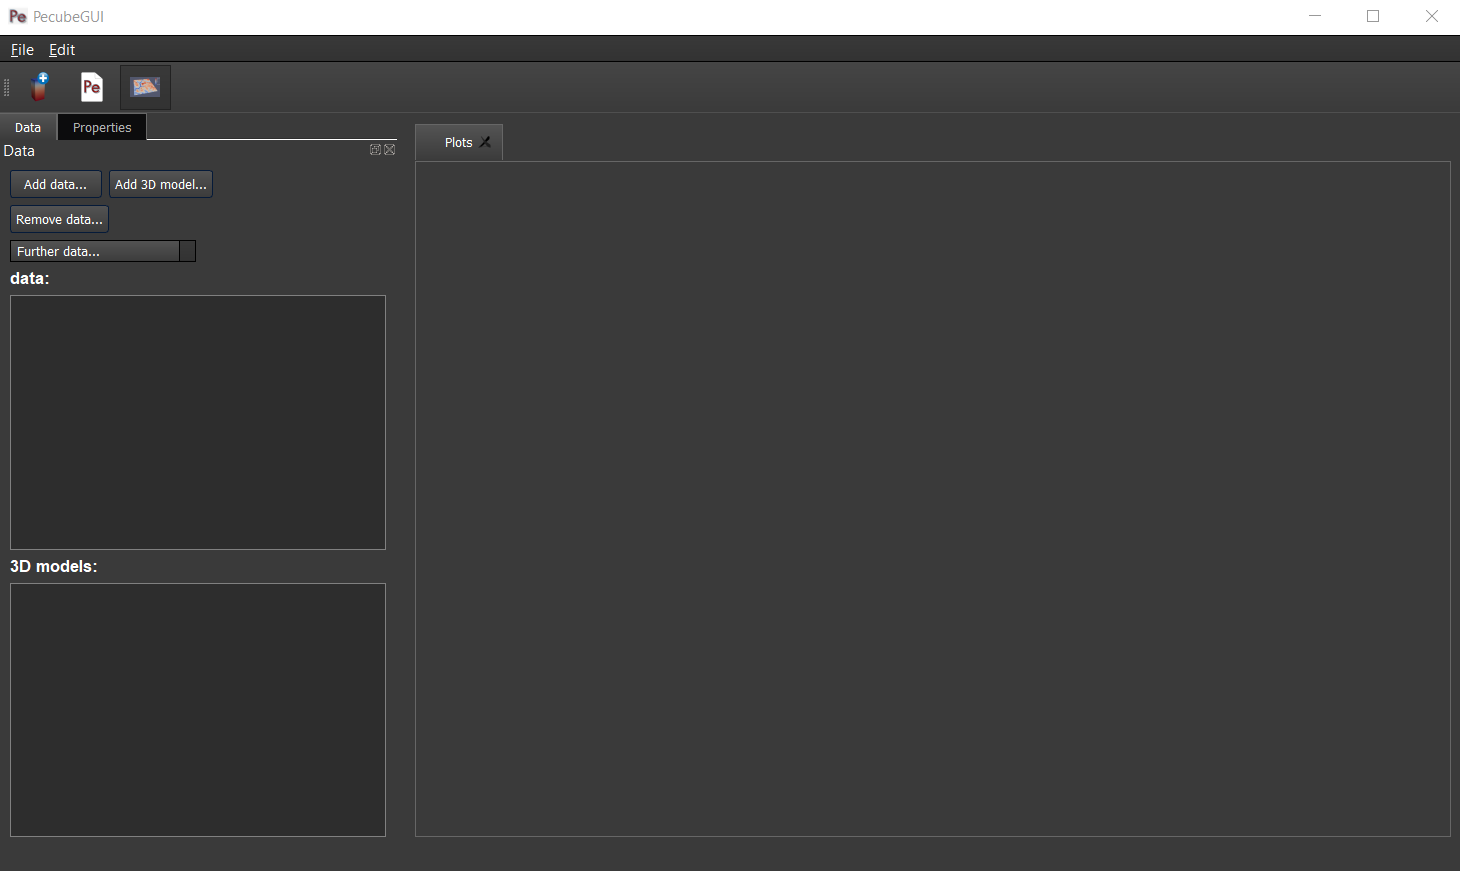 Pe PecubeGUI
File Edit
Pe
Data Properties
Data
Plots
Add data... Add 3D model...
Remove data...
Further data...
data:
3D models: